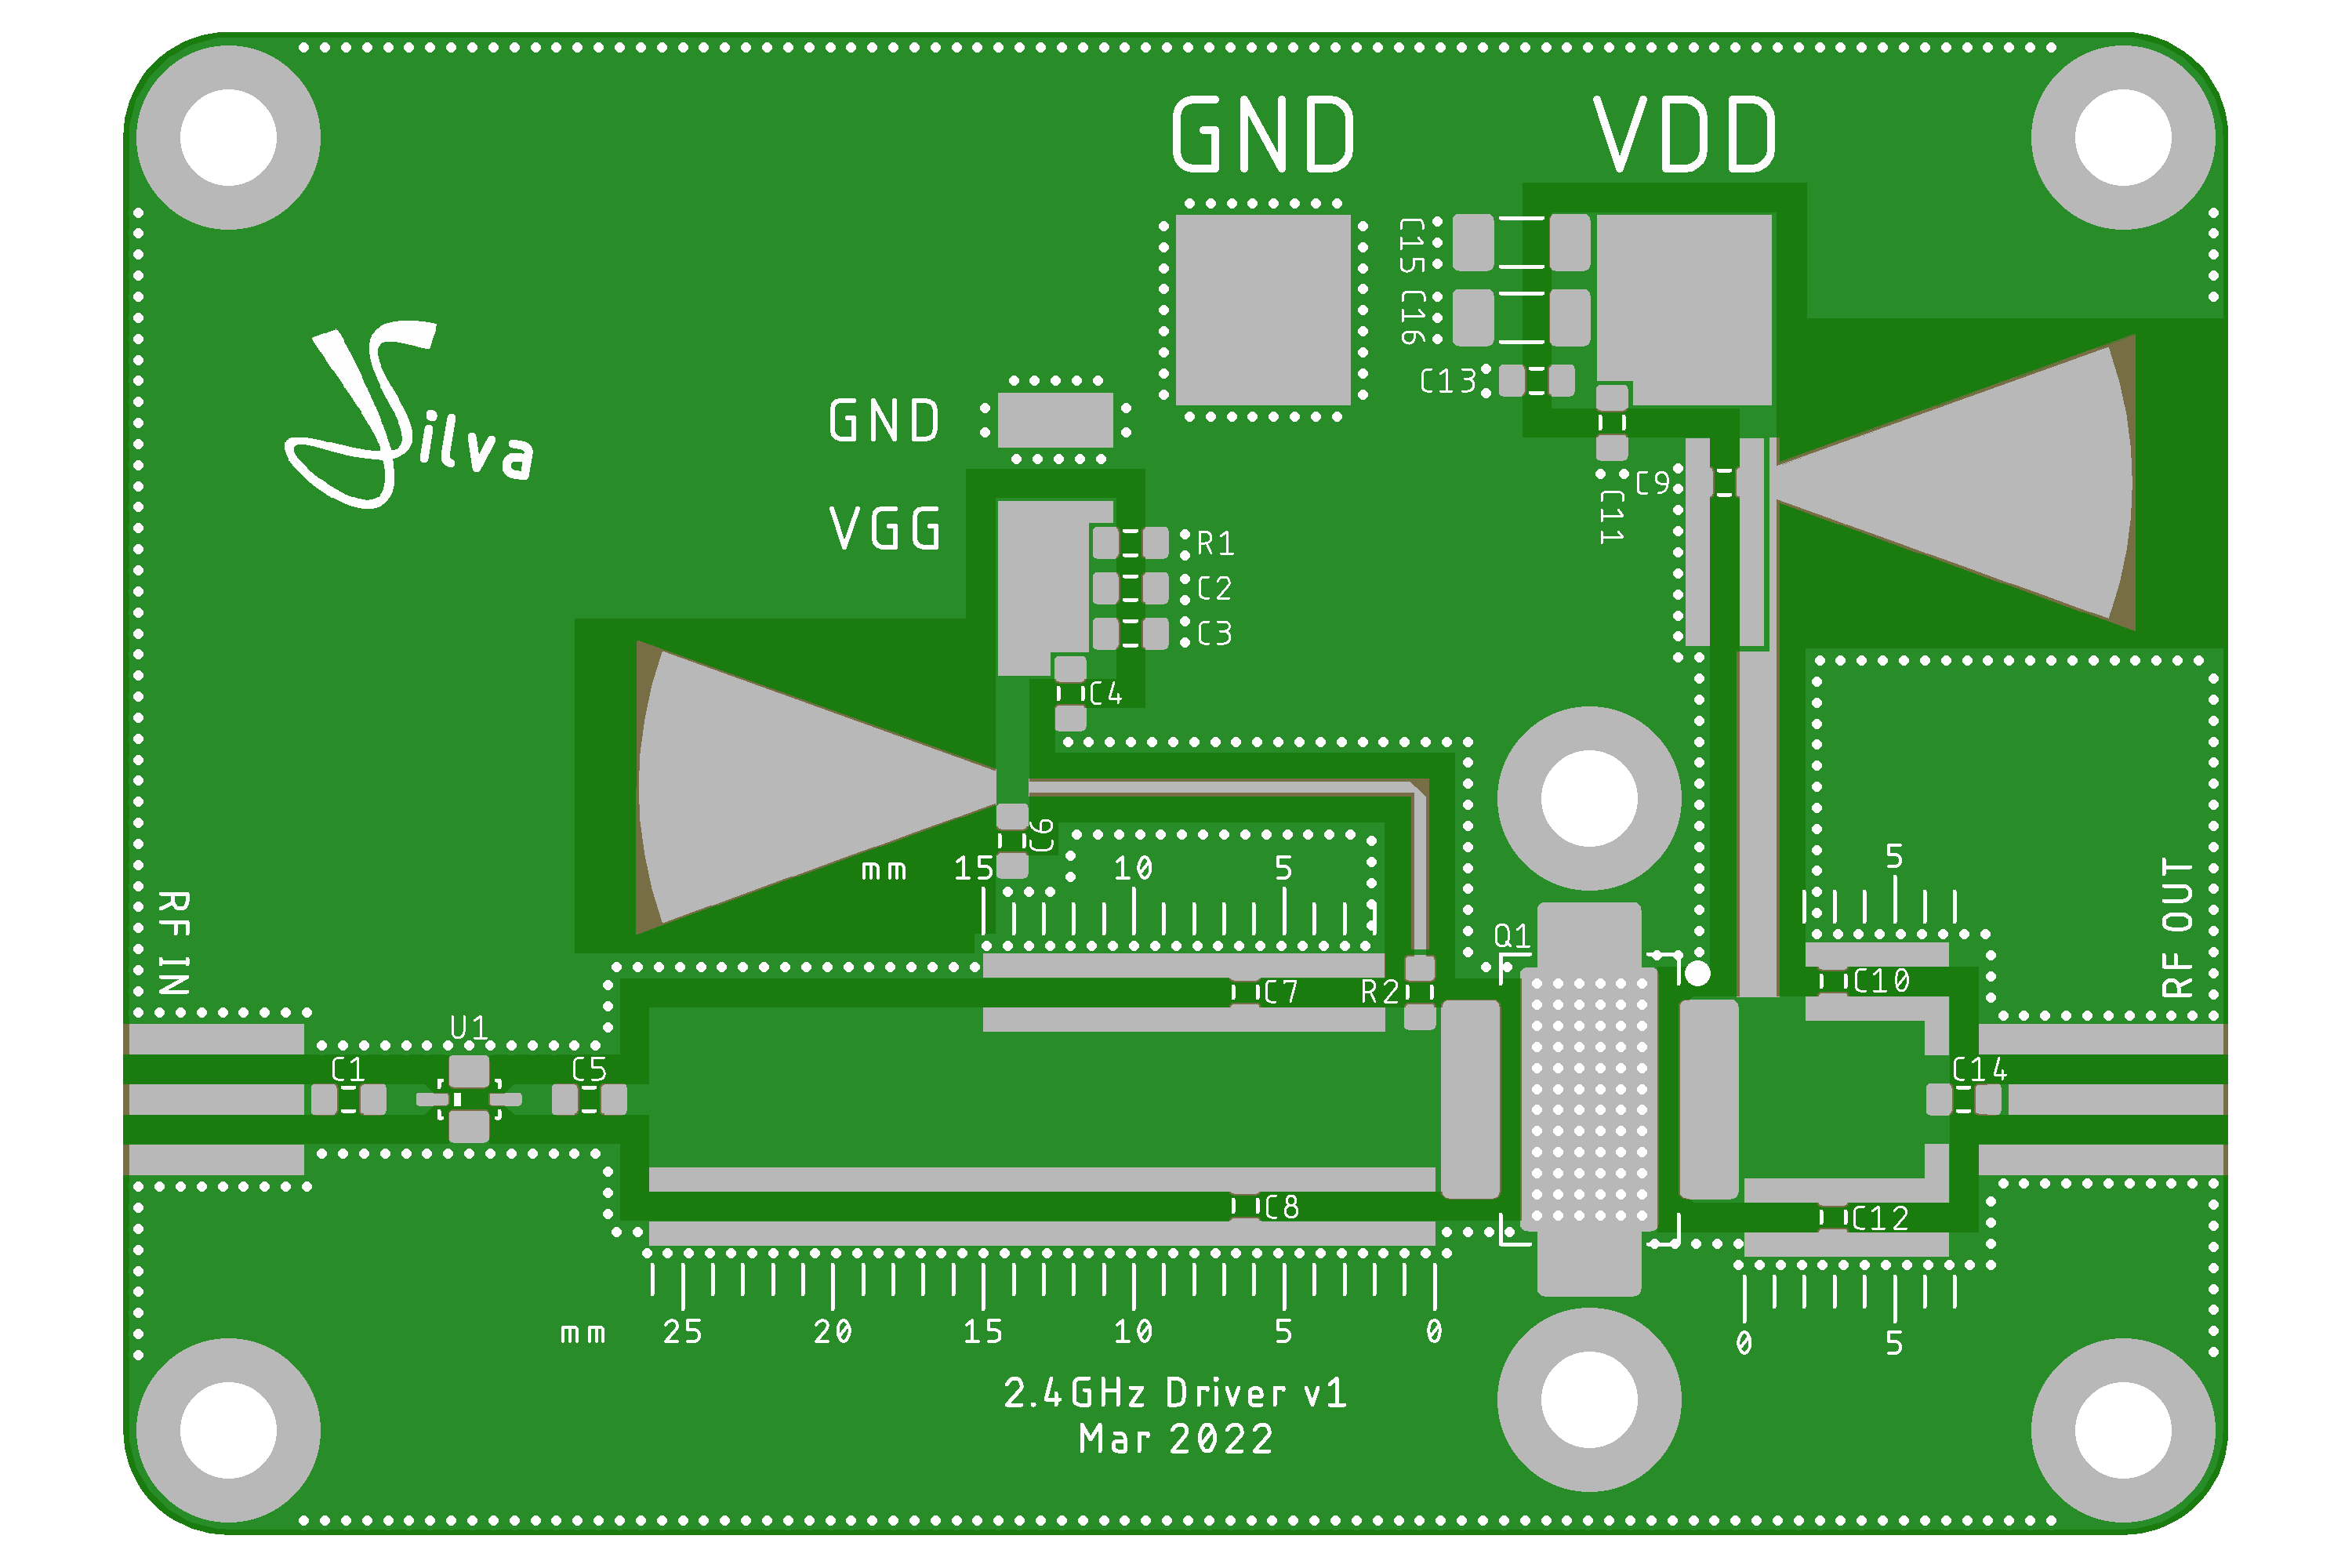 GND VDD
C15
C16
C13
Silva
GND
C9
C11
VGG
R1
C2
C3
C4
C6
mm 15 10 5
5
RF IN
RF OUT
Q1
C7
R2
C10
U1
C1
C5
C14
C8
C12
mm 25 20 15 10 5 0
0 5
2.4GHz Driver v1
Mar 2022